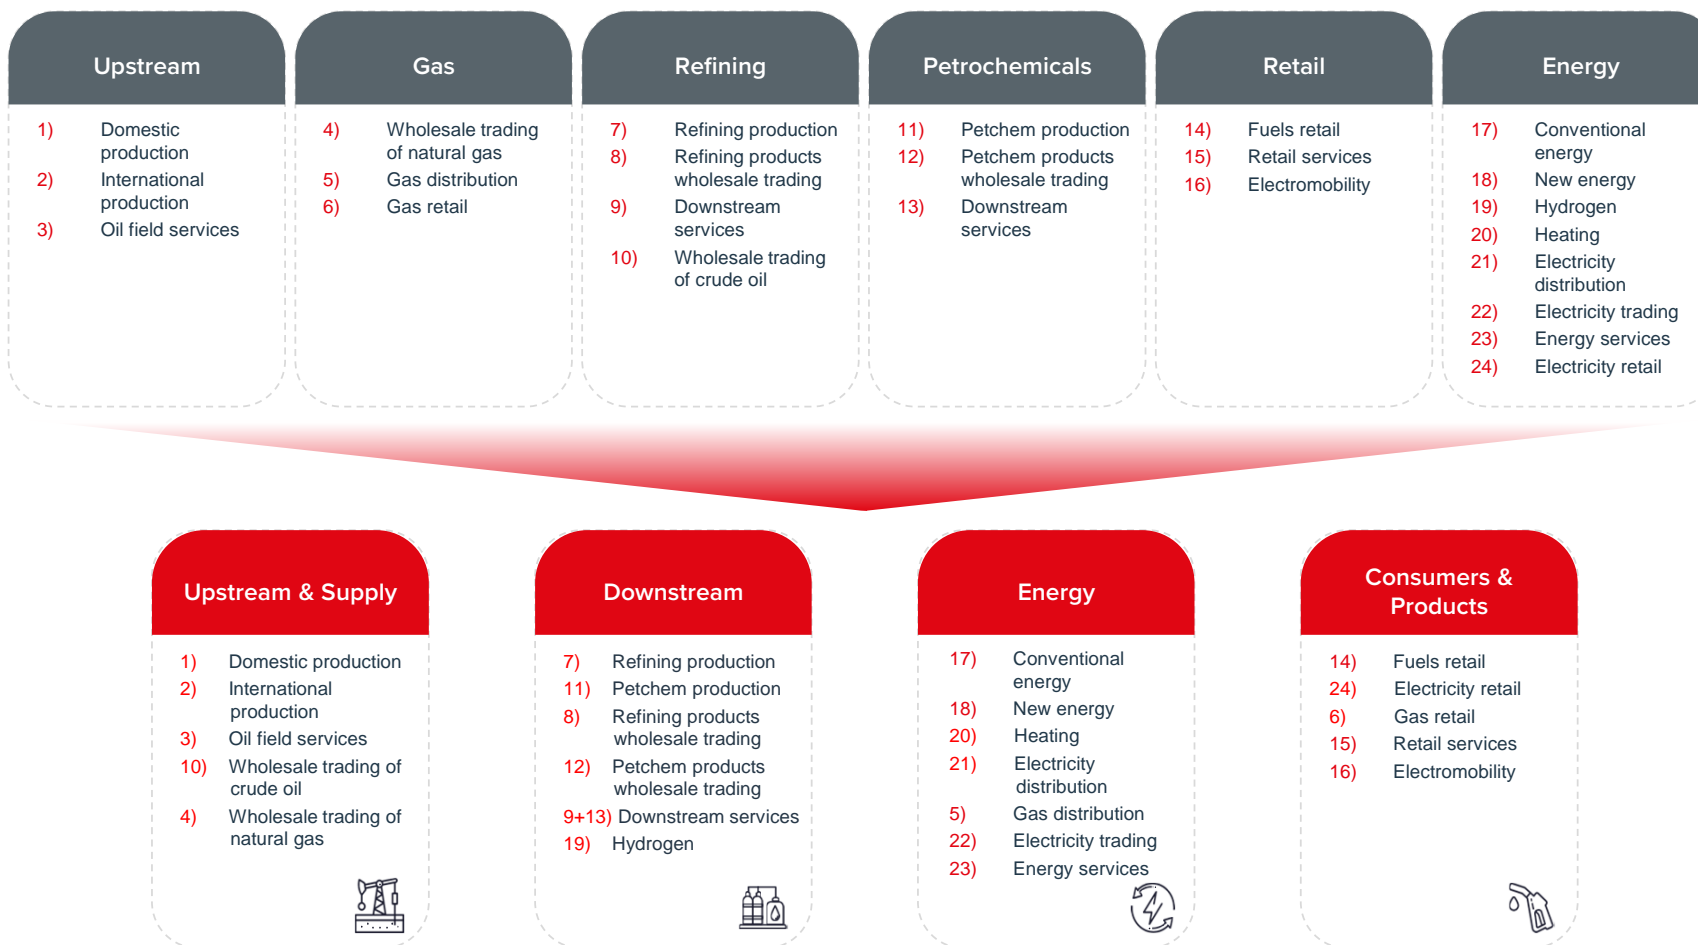 Upstream
1) Domestic
production
2) International
production
3) Oil field services
Gas
4) Wholesale trading
of natural gas
5) Gas distribution
6) Gas retail
Refining
7) Refining production
8) Refining products
wholesale trading
9) Downstream
services
10) Wholesale trading
of crude oil
Petrochemicals
11) Petchem production
12) Petchem products
wholesale trading
13) Downstream
services
Retail
14) Fuels retail
15) Retail services
16) Electromobility
Energy
17) Conventional
energy
18) New energy
19) Hydrogen
20) Heating
21) Electricity
distribution
22) Electricity trading
23) Energy services
24) Electricity retail
Upstream & Supply
1) Domestic production
2) International
production
3) Oil field services
10) Wholesale trading of
crude oil
4) Wholesale trading of
natural gas
Downstream
7) Refining production
11) Petchem production
8) Refining products
wholesale trading
12) Petchem products
wholesale trading
9+13) Downstream services
19) Hydrogen
Energy
17) Conventional
energy
18) New energy
20) Heating
21) Electricity
distribution
5) Gas distribution
22) Electricity trading
23) Energy services
Consumers &
Products
14) Fuels retail
24) Electricity retail
6) Gas retail
15) Retail services
16) Electromobility